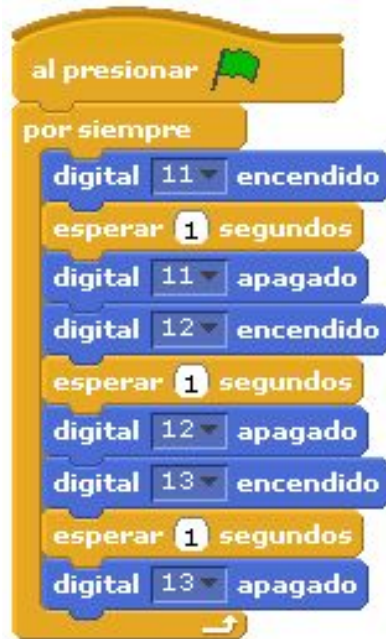 al presionar
por siempre
digital 11 encendido
esperar 1 segundos
digital 11 apagado
digital 12 encendido
esperar 1 segundos
digital 12 apagado
digital 13 encendido
esperar 1 segundos
digital 13 apagado